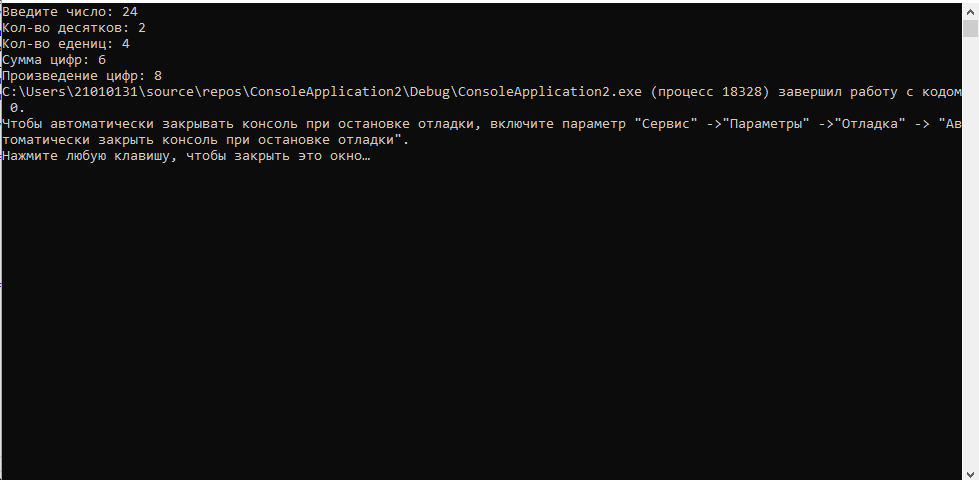 Введите число: 24
Кол-во десятков: 2
Кол-во едениц: 4
Сумма цифр: 6
Произведение цифр: 8
C:\Users\21010131\source\repos\ConsoleApplication2\Debug\ConsoleApplication2.exe (процесс 18328) завершил работу с кодом
 0.
Чтобы автоматически закрывать консоль при остановке отладки, включите параметр "Сервис" ->"Параметры" ->"Отладка" -> "Ав
томатически закрыть консоль при остановке отладки".
Нажмите любую клавишу, чтобы закрыть это окно…